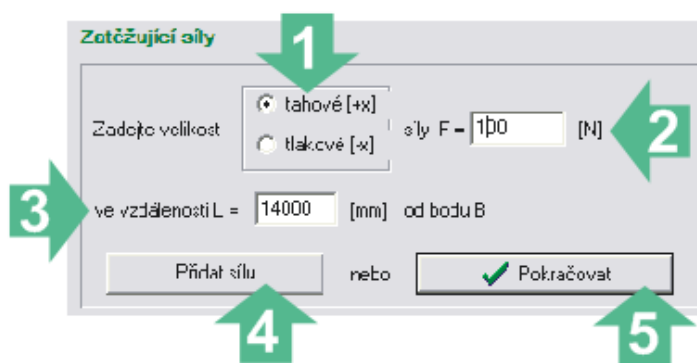 Zatěžující síly
1
tahové [+x]
Zadejte velikost síly F = 100 [N] 2
tlakové [-x]
3 ve vzdálenosti L = 14000 [mm] od bodu B
Přidat sílu nebo Pokračovat
4 5